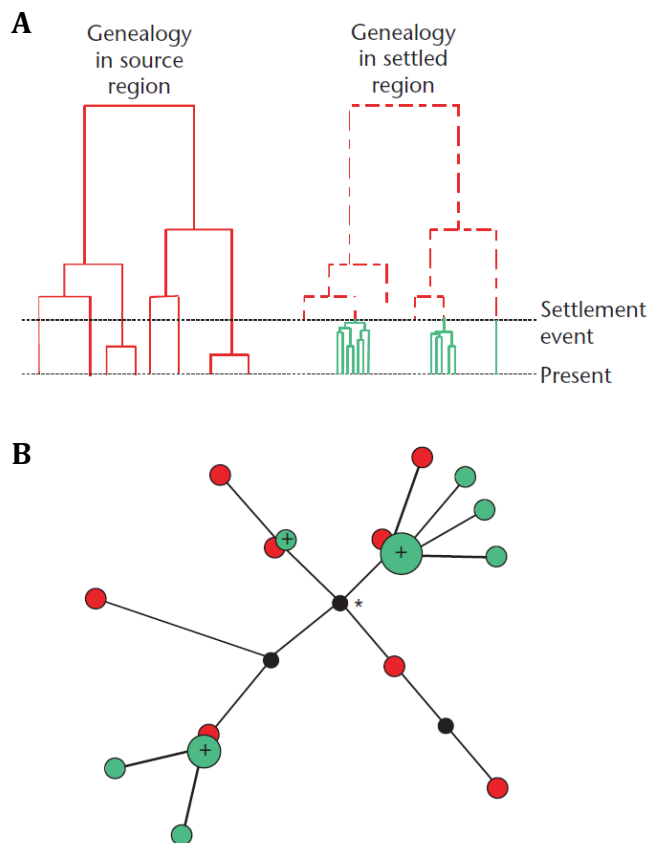 A
Genealogy
in source
region
Genealogy
in settled
region
Settlement
event
Present
B
+
+
*
+